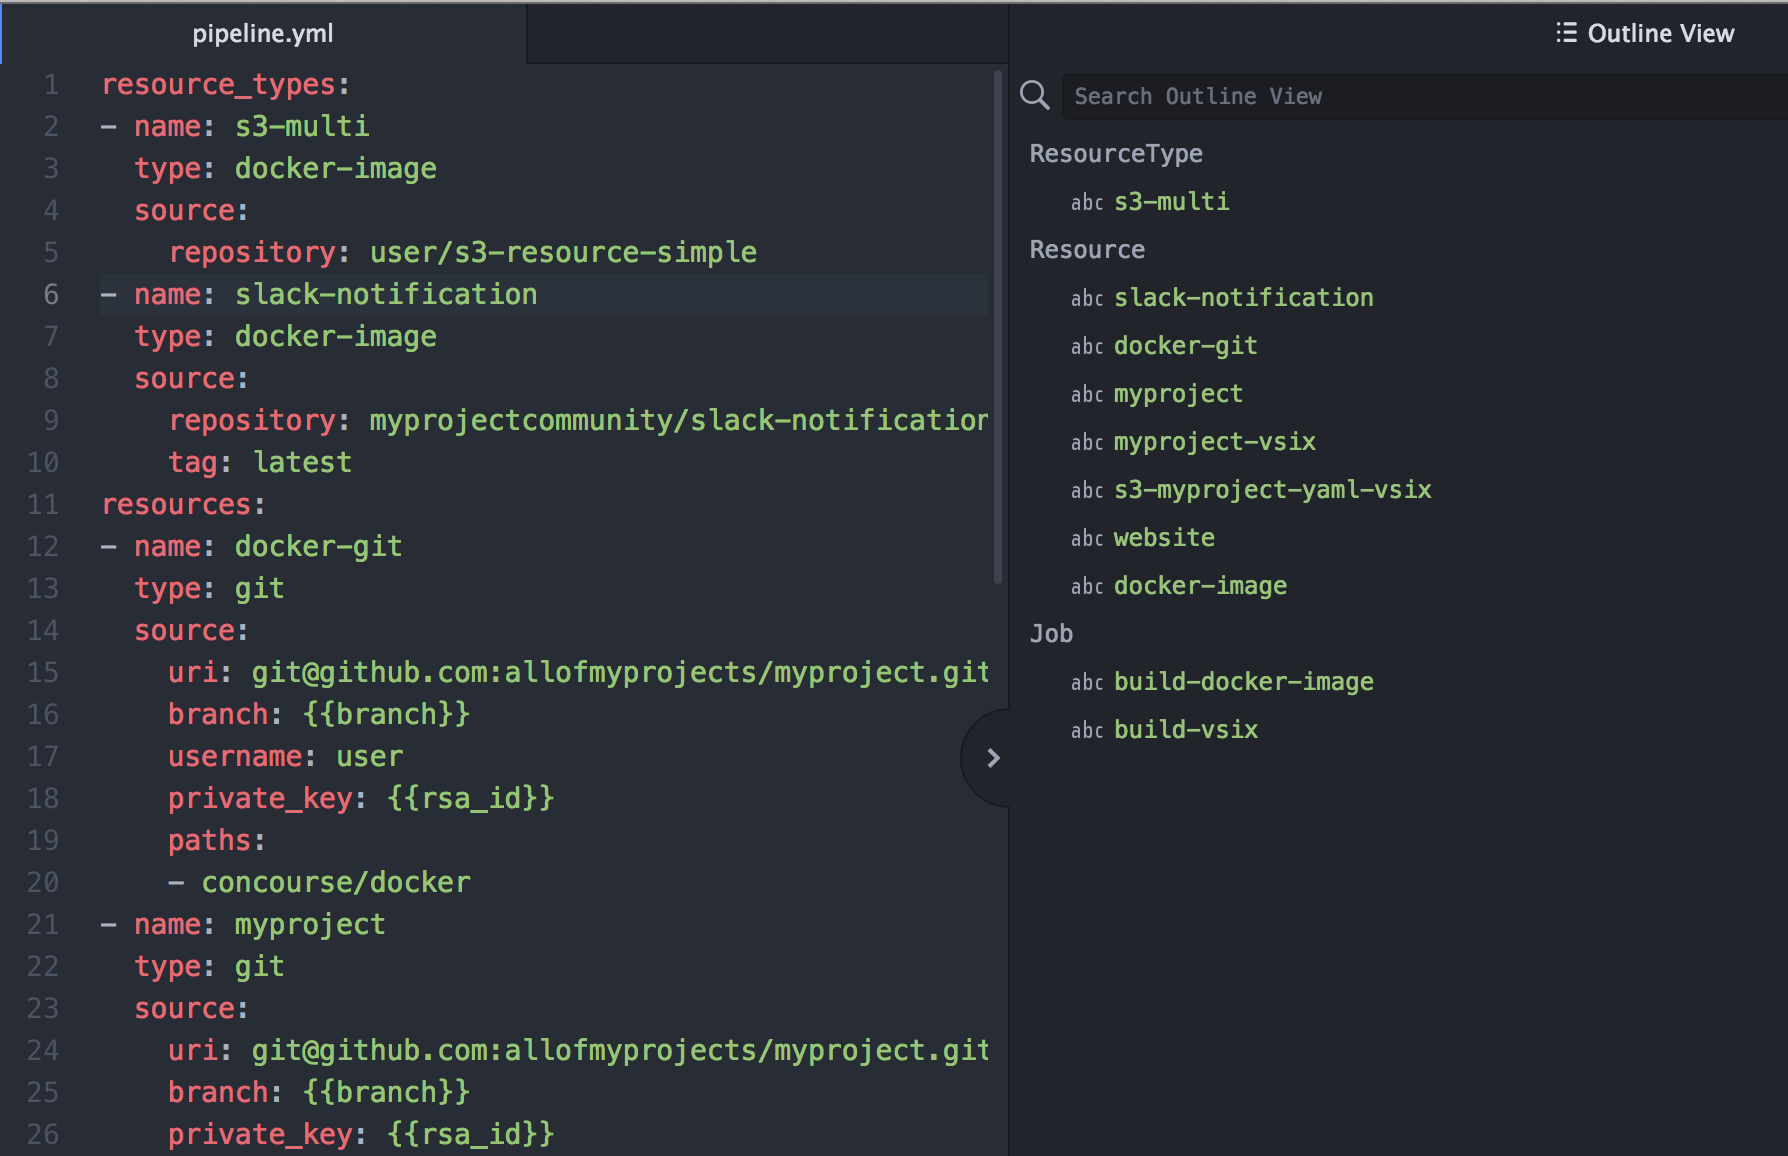 pipeline.yml
1 resource_types:
2 - name: s3-multi
3 type: docker-image
4 source:
5 repository: user/s3-resource-simple
6 - name: slack-notification
7 type: docker-image
8 source:
9 repository: myprojectcommunity/slack-notification
10 tag: latest
11 resources:
12 - name: docker-git
13 type: git
14 source:
15 uri: git@github.com:allofmyprojects/myproject.git
16 branch: {{branch}}
17 username: user
18 private_key: {{rsa_id}}
19 paths:
20 - concourse/docker
21 - name: myproject
22 type: git
23 source:
24 uri: git@github.com:allofmyprojects/myproject.git
25 branch: {{branch}}
26 private_key: {{rsa_id}}
Outline View
Search Outline View
ResourceType
abc s3-multi
Resource
abc slack-notification
abc docker-git
abc myproject
abc myproject-vsix
abc s3-myproject-yaml-vsix
abc website
abc docker-image
Job
abc build-docker-image
abc build-vsix